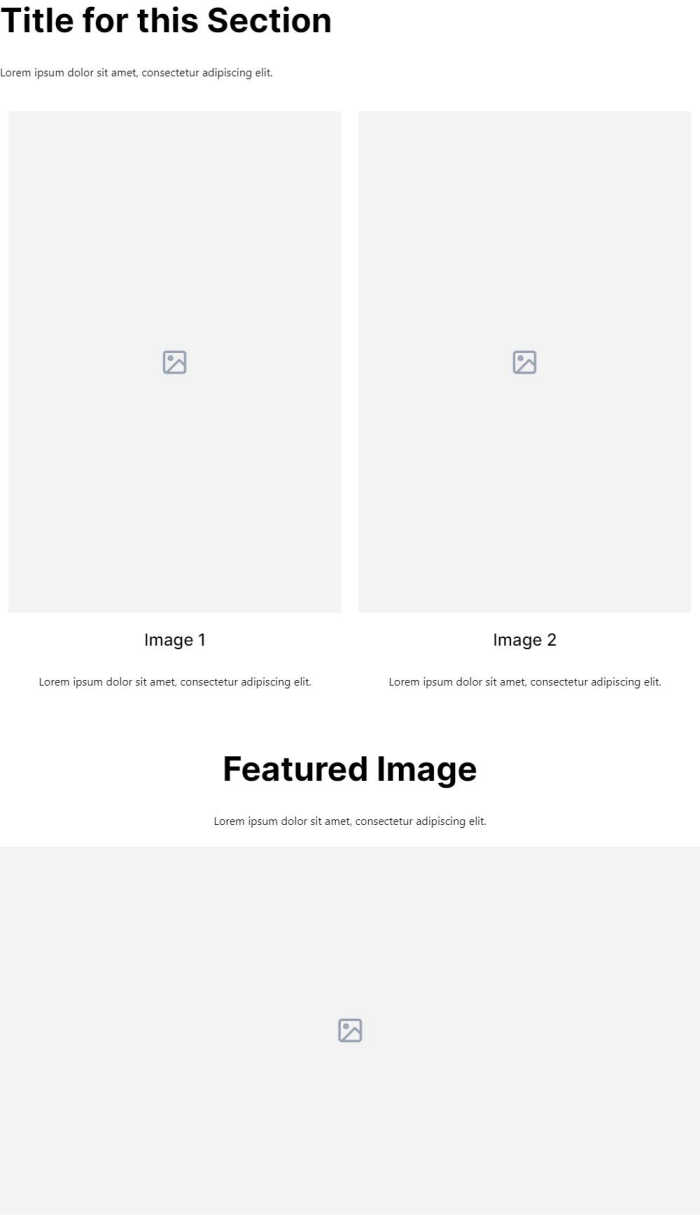 Title for this Section
Lorem ipsum dolor sit amet, consectetur adipiscing elit.
Image 1
Lorem ipsum dolor sit amet, consectetur adipiscing elit.
Image 2
Lorem ipsum dolor sit amet, consectetur adipiscing elit.
Featured Image
Lorem ipsum dolor sit amet, consectetur adipiscing elit.